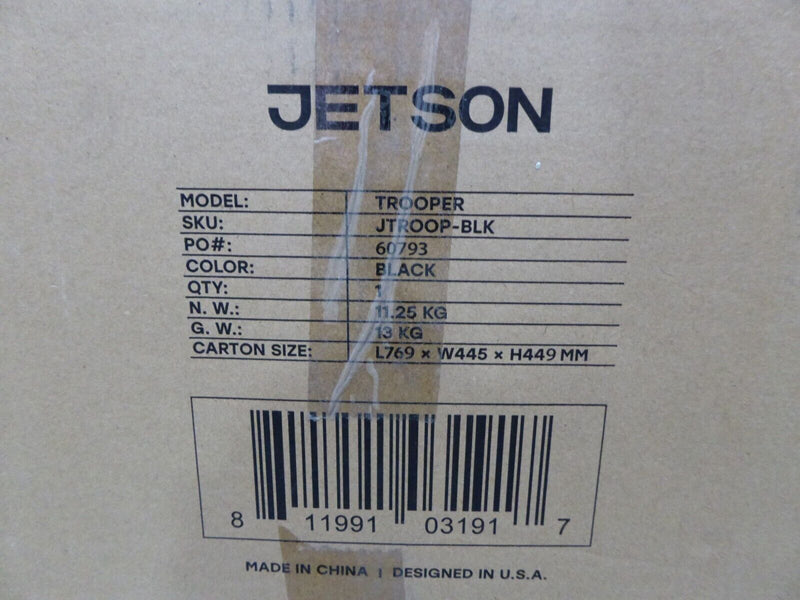 JETSON
MODEL: TROOPER
SKU: JTROOP-BLK
PO#: 60793
COLOR: BLACK
QTY: 1
N. W.: 11.25 KG
G. W.: 13 KG
CARTON SIZE: L769 × W445 × H449 MM
8 11991 03191 7
MADE IN CHINA | DESIGNED IN U.S.A.